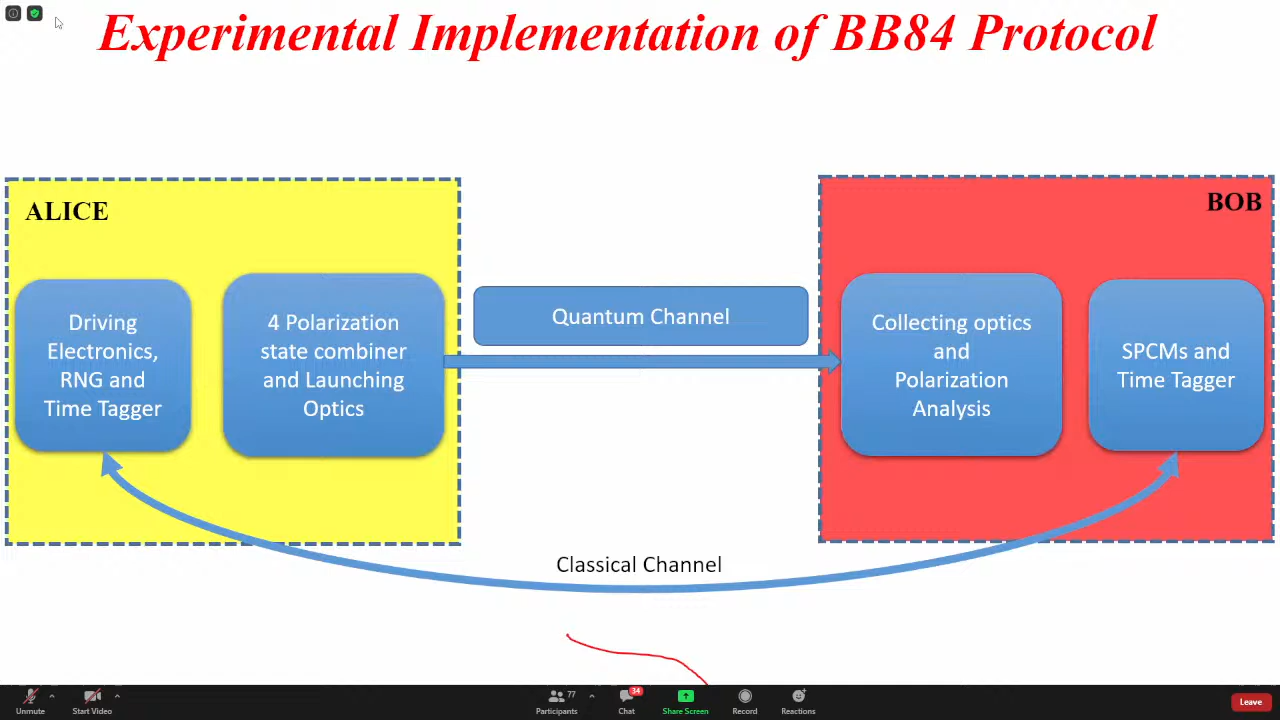 Experimental Implementation of BB84 Protocol
ALICE
Driving
Electronics,
RNG and
Time Tagger
4 Polarization
state combiner
and Launching
Optics
Quantum Channel
BOB
Collecting optics
and
Polarization
Analysis
SPCMs and
Time Tagger
Classical Channel
Unmute
Start Video
77
Participants
34
Chat
Share Screen
Record
Reactions
Leave